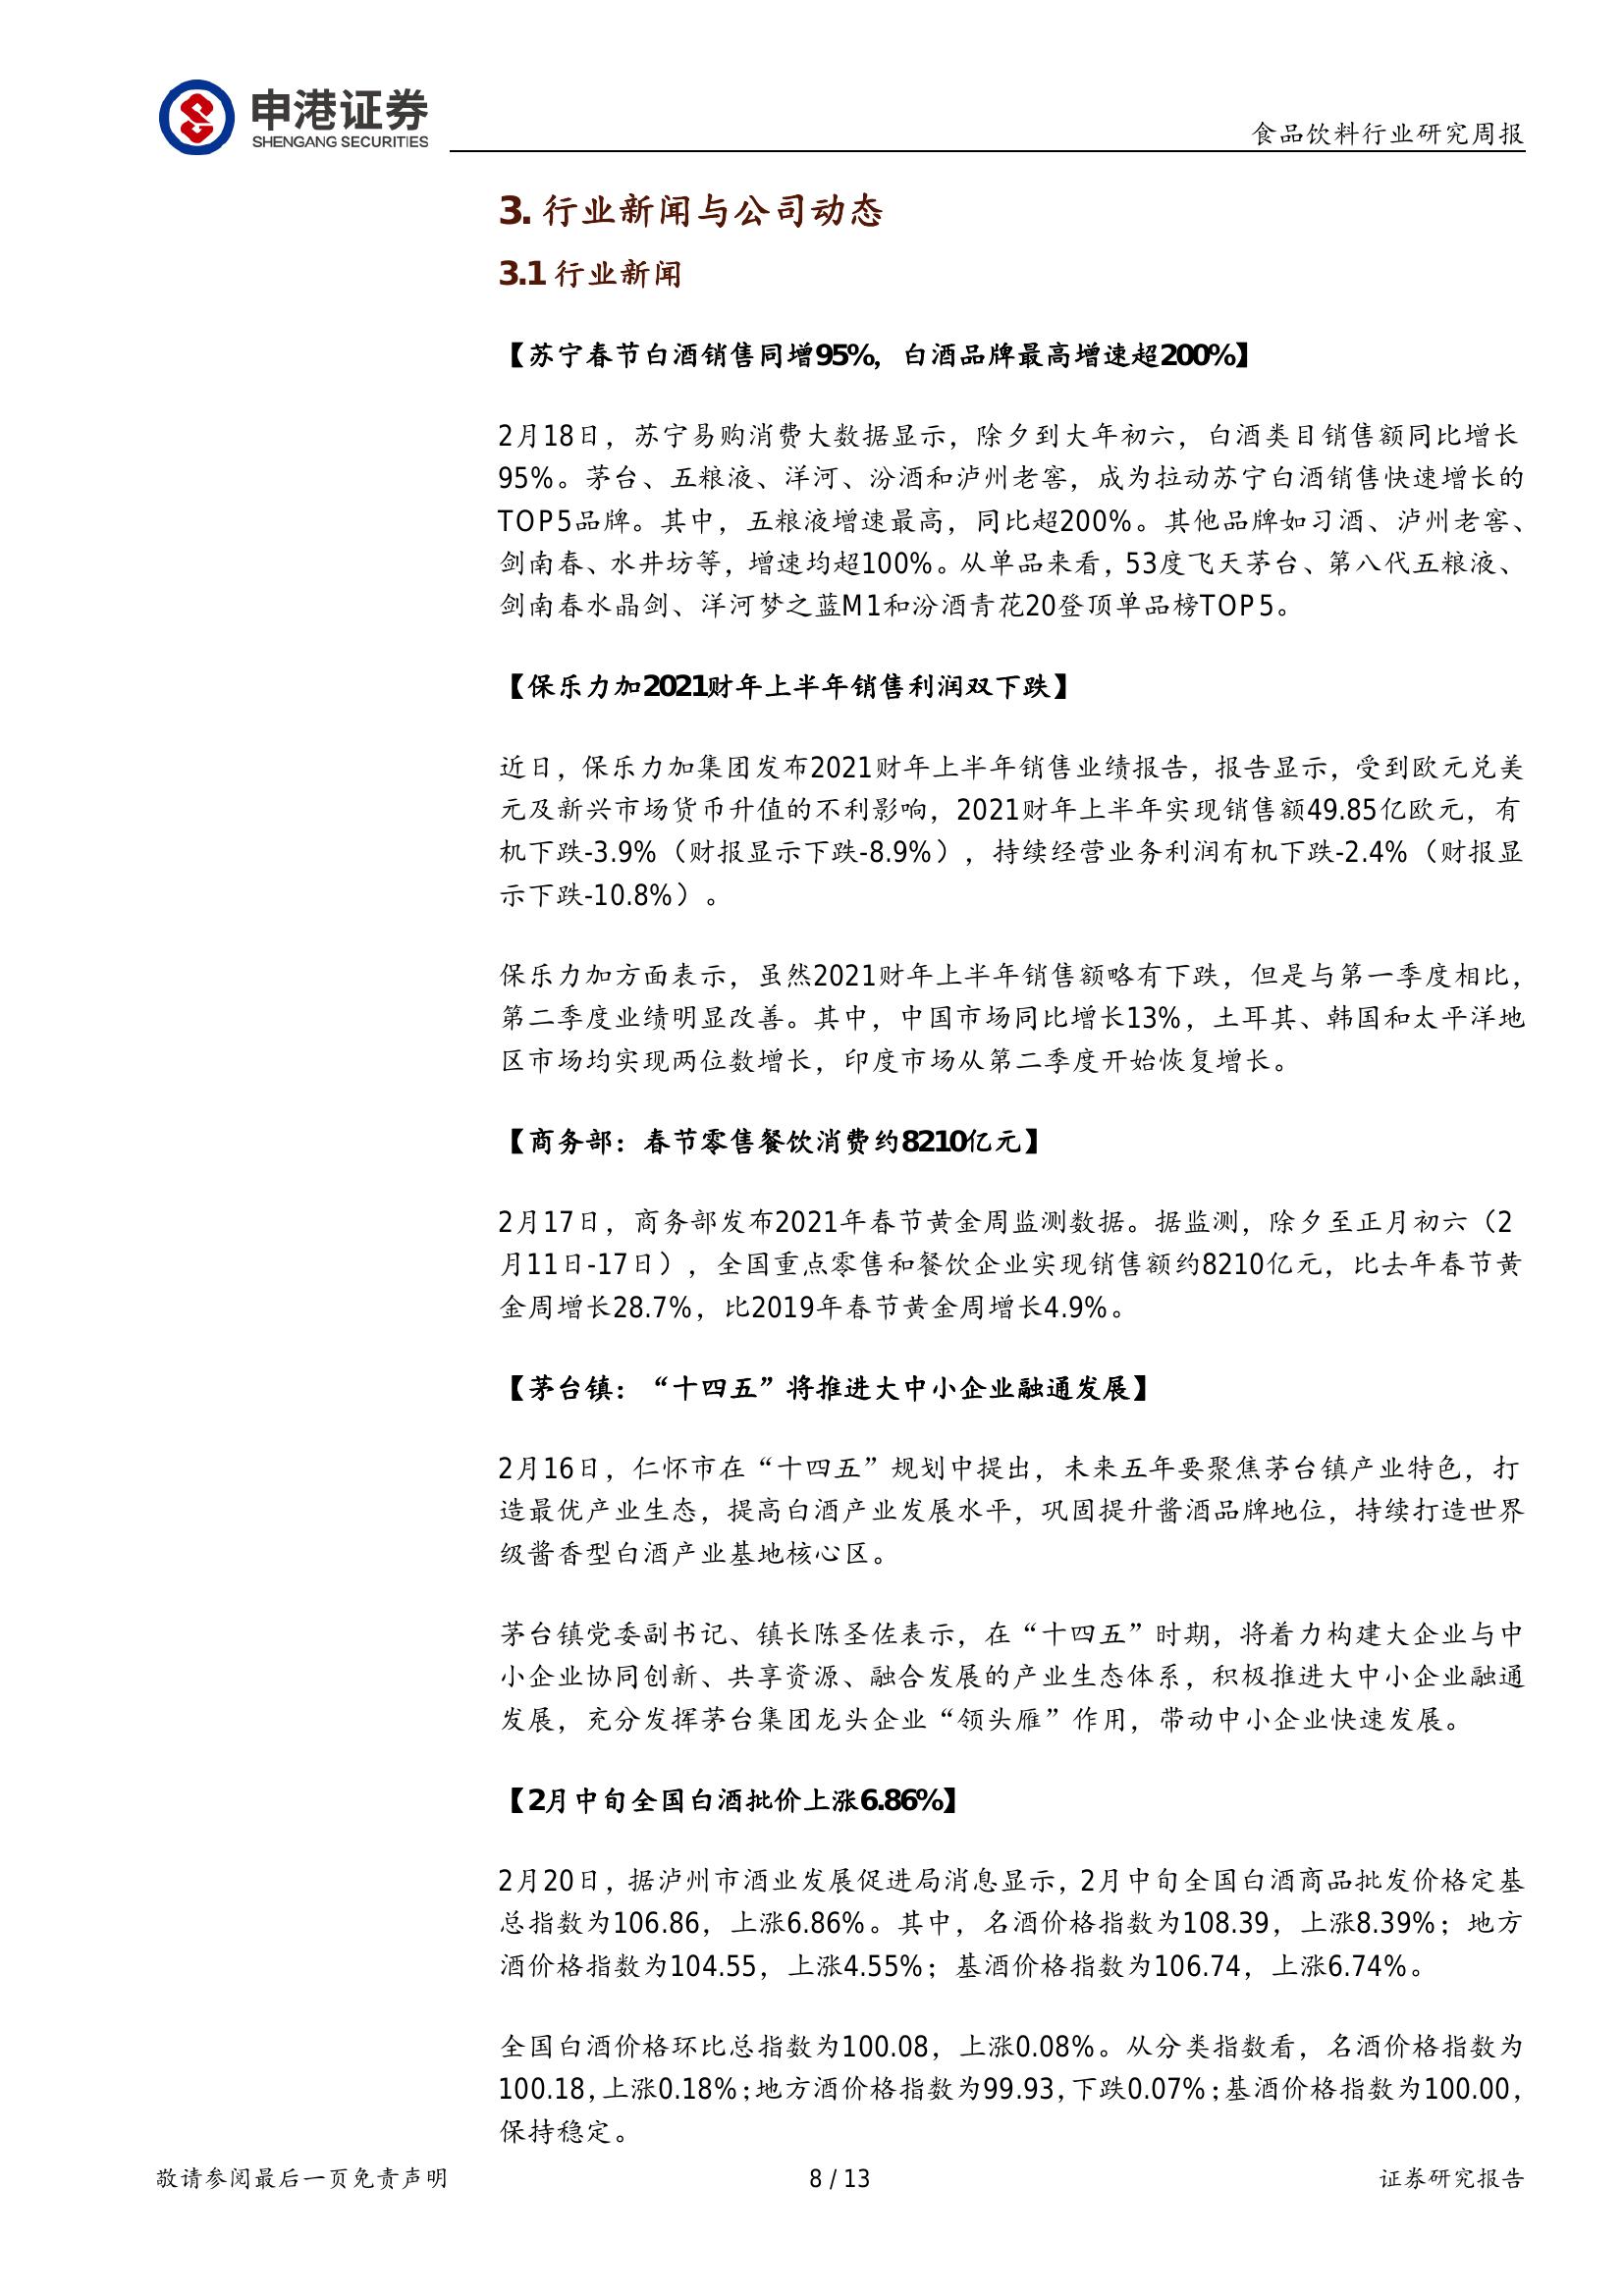 申港证券
SHENGANG SECURITIES
食品饮料行业研究周报
3. 行业新闻与公司动态
3.1 行业新闻
【苏宁春节白酒销售同增95%，白酒品牌最高增速超200%】
2月18日，苏宁易购消费大数据显示，除夕到大年初六，白酒类目销售额同比增长
95%。茅台、五粮液、洋河、汾酒和泸州老窖，成为拉动苏宁白酒销售快速增长的
TOP5品牌。其中，五粮液增速最高，同比超200%。其他品牌如习酒、泸州老窖、
剑南春、水井坊等，增速均超100%。从单品来看，53度飞天茅台、第八代五粮液、
剑南春水晶剑、洋河梦之蓝M1和汾酒青花20登顶单品榜TOP5。
【保乐力加2021财年上半年销售利润双下跌】
近日，保乐力加集团发布2021财年上半年销售业绩报告，报告显示，受到欧元兑美
元及新兴市场货币升值的不利影响，2021财年上半年实现销售额49.85亿欧元，有
机下跌-3.9%（财报显示下跌-8.9%），持续经营业务利润有机下跌-2.4%（财报显
示下跌-10.8%）。
保乐力加方面表示，虽然2021财年上半年销售额略有下跌，但是与第一季度相比，
第二季度业绩明显改善。其中，中国市场同比增长13%，土耳其、韩国和太平洋地
区市场均实现两位数增长，印度市场从第二季度开始恢复增长。
【商务部：春节零售餐饮消费约8210亿元】
2月17日，商务部发布2021年春节黄金周监测数据。据监测，除夕至正月初六（2
月11日-17日），全国重点零售和餐饮企业实现销售额约8210亿元，比去年春节黄
金周增长28.7%，比2019年春节黄金周增长4.9%。
【茅台镇：“十四五”将推进大中小企业融通发展】
2月16日，仁怀市在“十四五”规划中提出，未来五年要聚焦茅台镇产业特色，打
造最优产业生态，提高白酒产业发展水平，巩固提升酱酒品牌地位，持续打造世界
级酱香型白酒产业基地核心区。
茅台镇党委副书记、镇长陈圣佐表示，在“十四五”时期，将着力构建大企业与中
小企业协同创新、共享资源、融合发展的产业生态体系，积极推进大中小企业融通
发展，充分发挥茅台集团龙头企业“领头雁”作用，带动中小企业快速发展。
【2月中旬全国白酒批价上涨6.86%】
2月20日，据泸州市酒业发展促进局消息显示，2月中旬全国白酒商品批发价格定基
总指数为106.86，上涨6.86%。其中，名酒价格指数为108.39，上涨8.39%；地方
酒价格指数为104.55，上涨4.55%；基酒价格指数为106.74，上涨6.74%。
全国白酒价格环比总指数为100.08，上涨0.08%。从分类指数看，名酒价格指数为
100.18，上涨0.18%；地方酒价格指数为99.93，下跌0.07%；基酒价格指数为100.00，
保持稳定。
敬请参阅最后一页免责声明
8 / 13
证券研究报告